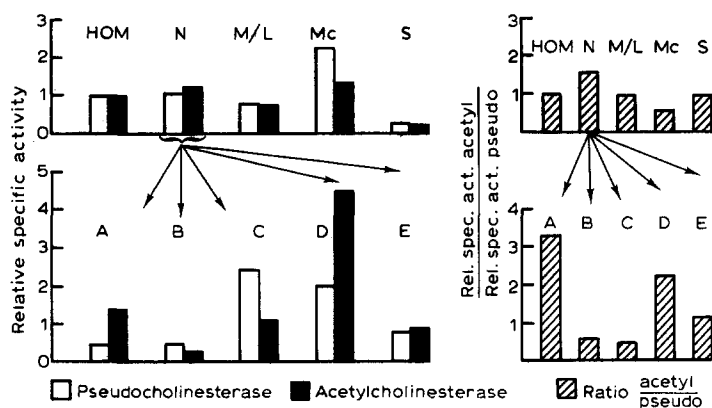 HOM N M/L Mc S
3
2
1
0
Relative specific activity
5
4
3
2
1
0
A B C D E
Pseudocholinesterase Acetylcholinesterase
HOM N M/L Mc S
3
2
1
Rel. spec. act. acetyl
Rel. spec. act. pseudo
4
3
2
1
A B C D E
Ratio acetyl
pseudo